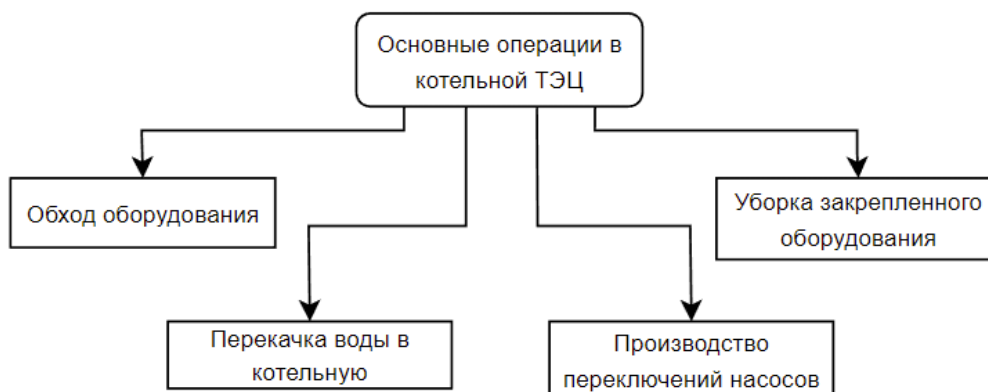 Основные операции в
котельной ТЭЦ
Обход оборудования
Уборка закрепленного
оборудования
Перекачка воды в
котельную
Производство
переключений насосов